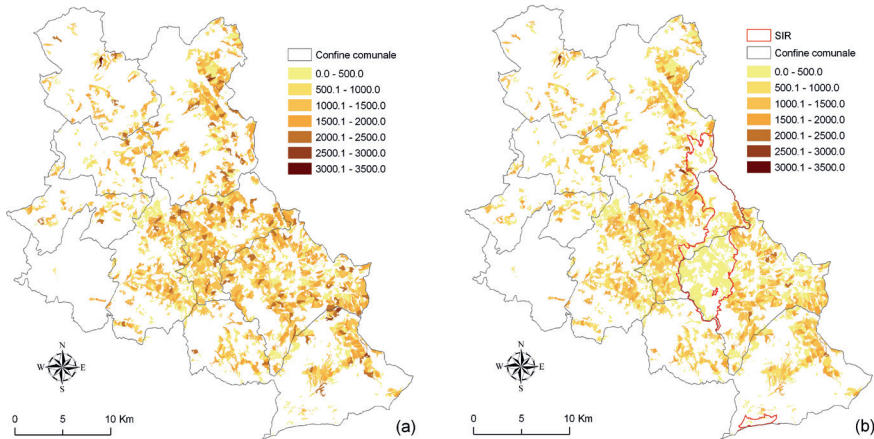 Confine comunale
0.0 - 500.0
500.1 - 1000.0
1000.1 - 1500.0
1500.1 - 2000.0
2000.1 - 2500.0
2500.1 - 3000.0
3000.1 - 3500.0
N
W E
S
0 5 10 Km
(a)
SIR
Confine comunale
0.0 - 500.0
500.1 - 1000.0
1000.1 - 1500.0
1500.1 - 2000.0
2000.1 - 2500.0
2500.1 - 3000.0
3000.1 - 3500.0
N
W E
S
0 5 10 Km
(b)